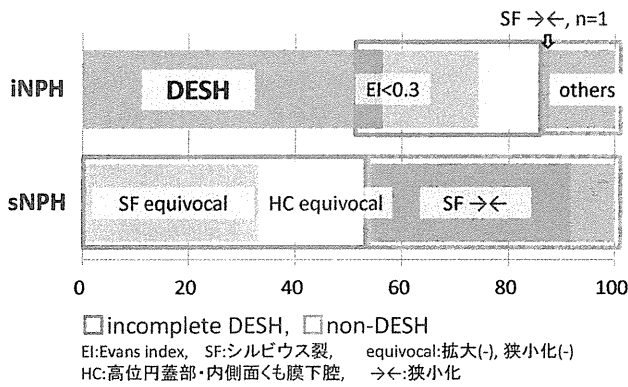 SF →←, n=1
iNPH DESH EI<0.3 others
sNPH SF equivocal HC equivocal SF →←
0 20 40 60 80 100
□incomplete DESH, □non-DESH
EI:Evans index, SF:シルビウス裂, equivocal:拡大(-), 狭小化(-)
HC:高位円蓋部・内側面くも膜下腔, →←:狭小化